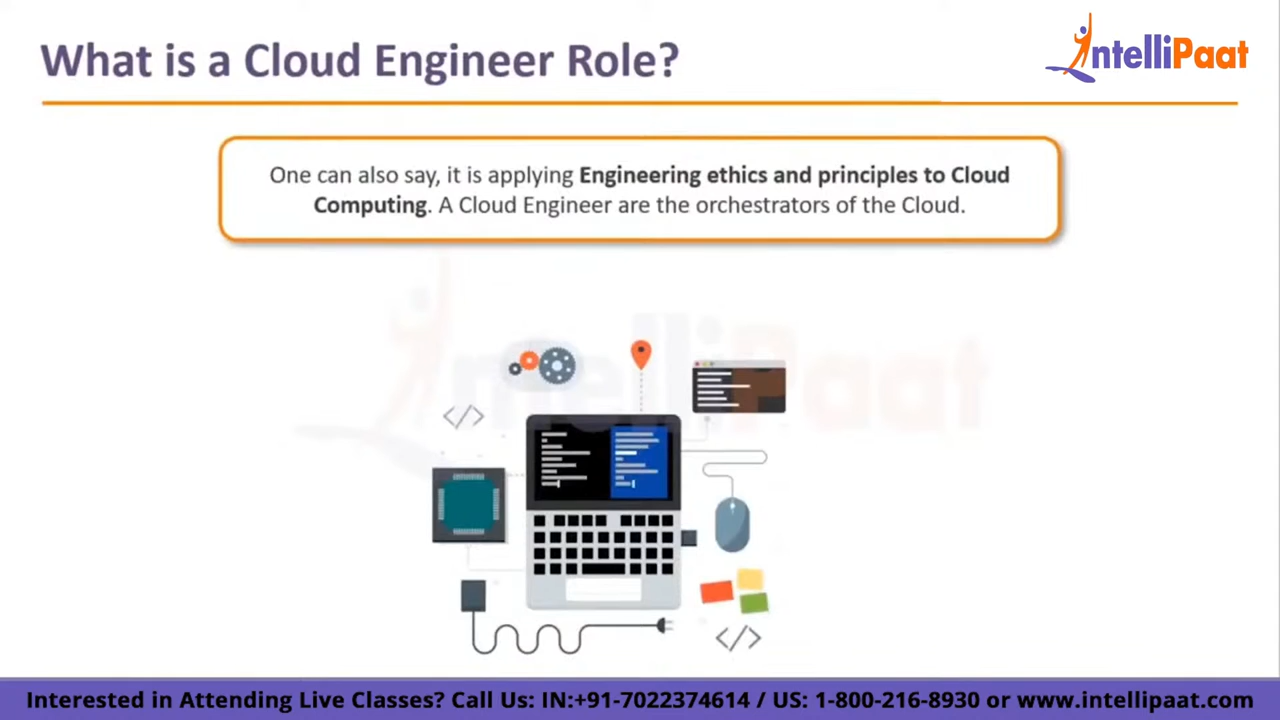 What is a Cloud Engineer Role?
IntelliPaat
One can also say, it is applying Engineering ethics and principles to Cloud
Computing. A Cloud Engineer are the orchestrators of the Cloud.
IntelliPaat
</>
</>
Interested in Attending Live Classes? Call Us: IN:+91-7022374614 / US: 1-800-216-8930 or www.intellipaat.com